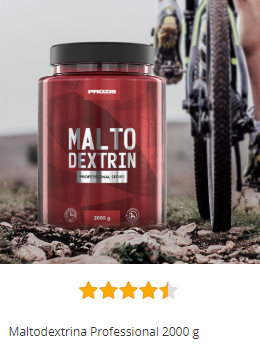 PROZIS
MALTO
DEXTRIN
PROFESSIONAL SERIES
2000 g
Maltodextrina Professional 2000 g